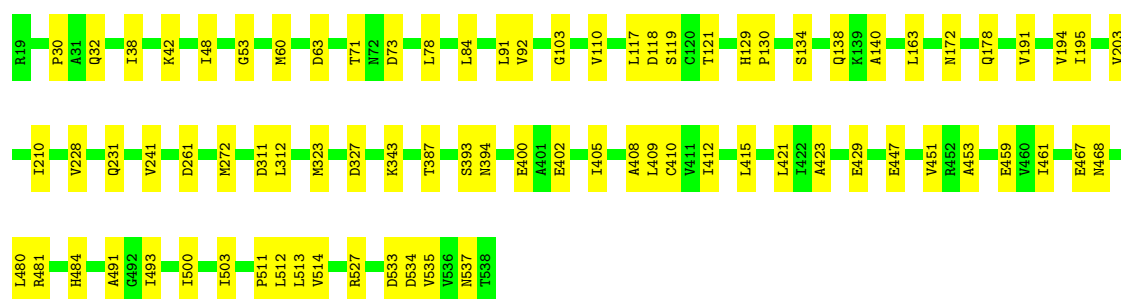 R19 P30 A31 Q32 I38 K42 I48 G53 M60 D63 T71 N72 D73 L78 L84 L91 V92 G103 V110 L117 D118 S119 C120 T121 H129 P130 S134 Q138 K139 A140 L163 N172 Q178 V191 V194 I195 V203
I210 V228 Q231 V241 D261 M272 D311 L312 M323 D327 K343 T387 S393 N394 E400 A401 E402 I405 A408 L409 C410 V411 I412 L415 L421 I422 A423 E429 E447 V451 R452 A453 E459 V460 I461 E467 N468
L480 R481 H484 A491 G492 I493 I500 I503 P511 L512 L513 V514 R527 D533 D534 V535 V536 N537 T538